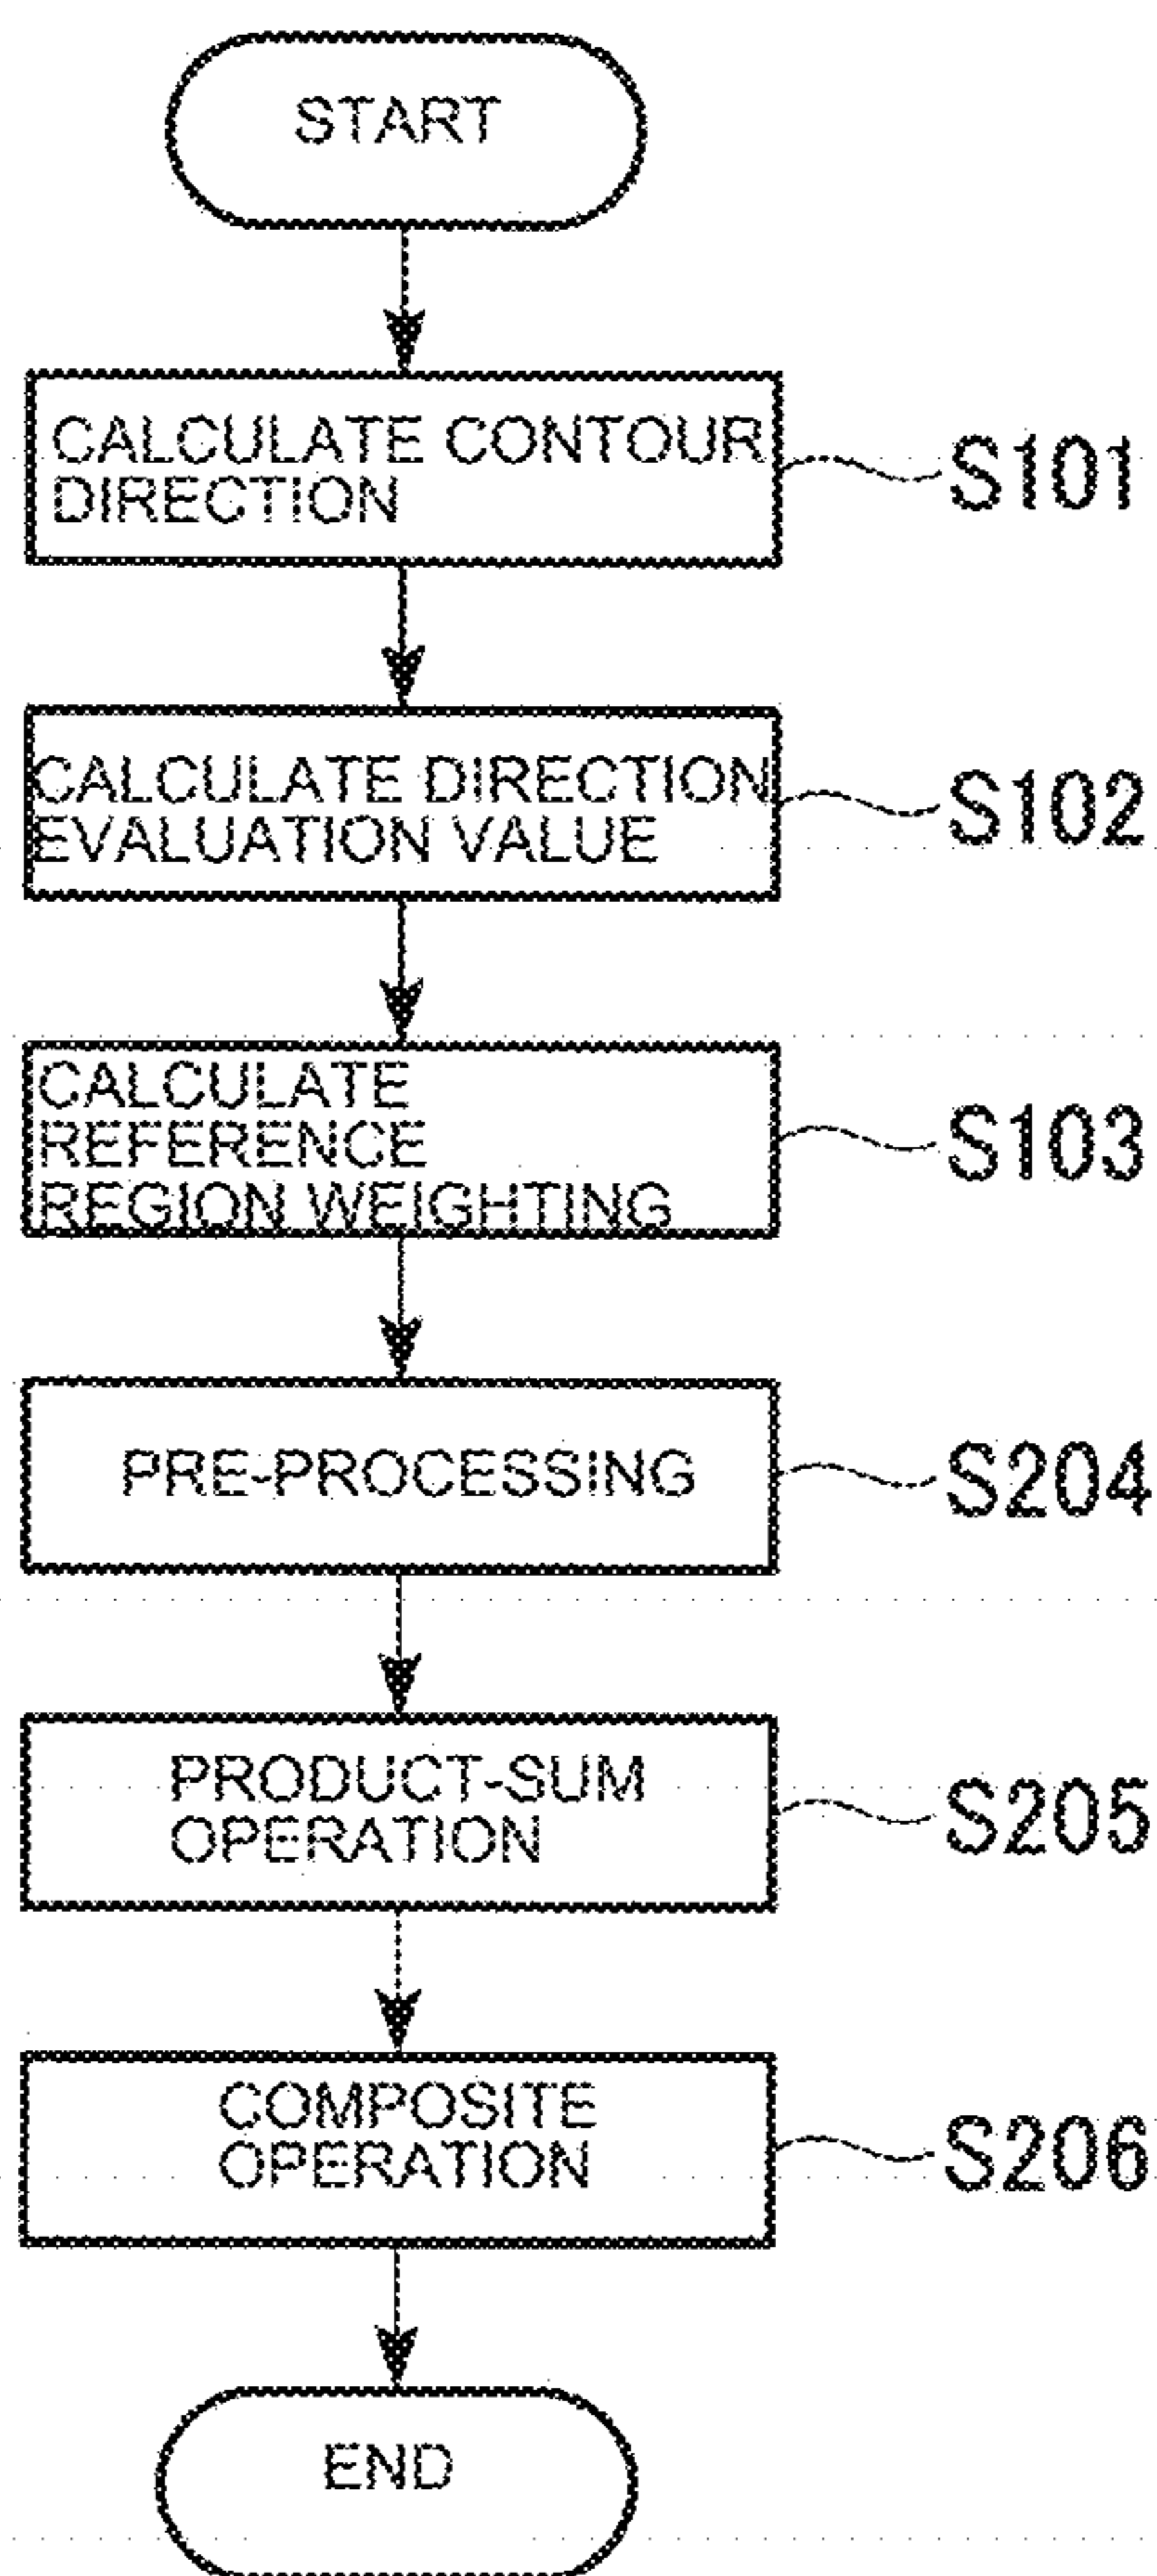 START
CALCULATE CONTOUR
DIRECTION
S101
CALCULATE DIRECTION
EVALUATION VALUE
S102
CALCULATE
REFERENCE
REGION WEIGHTING
S103
PRE-PROCESSING
S204
PRODUCT-SUM
OPERATION
S205
COMPOSITE
OPERATION
S206
END